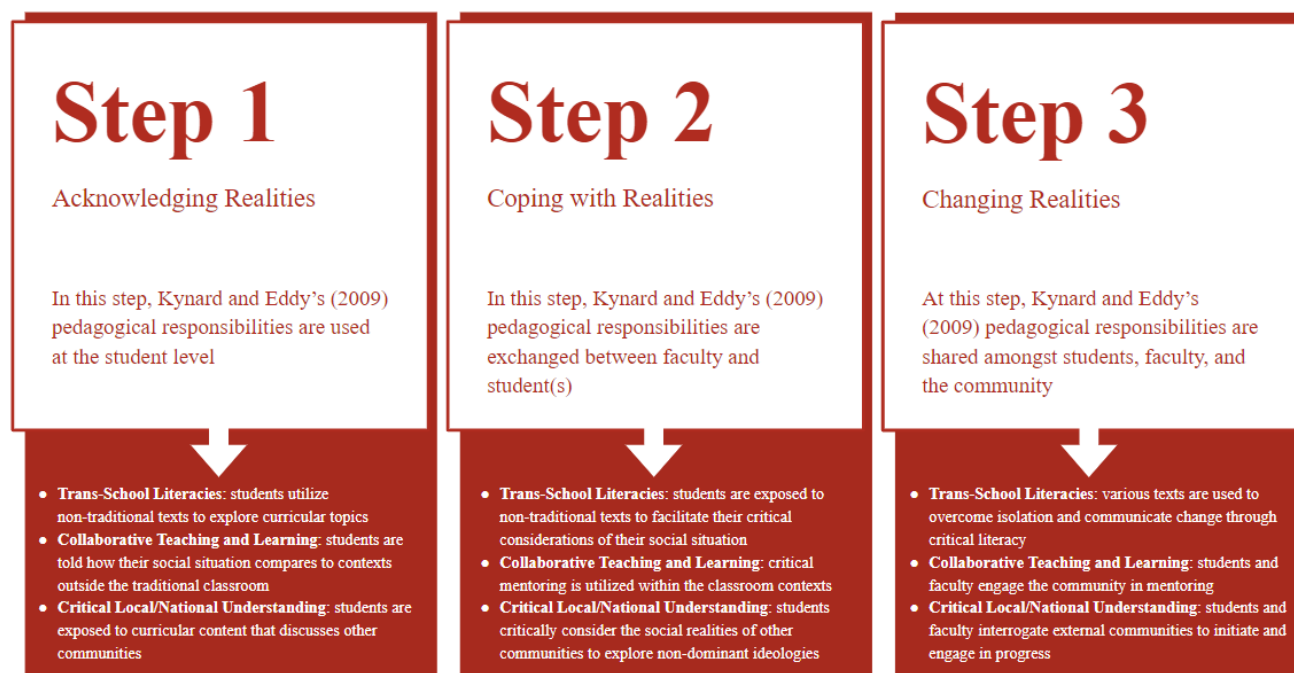 Step 1
Acknowledging Realities
In this step, Kynard and Eddy’s (2009)
pedagogical responsibilities are used
at the student level
● Trans-School Literacies: students utilize
non-traditional texts to explore curricular topics
● Collaborative Teaching and Learning: students are
told how their social situation compares to contexts
outside the traditional classroom
● Critical Local/National Understanding: students are
exposed to curricular content that discusses other
communities
Step 2
Coping with Realities
In this step, Kynard and Eddy’s (2009)
pedagogical responsibilities are
exchanged between faculty and
student(s)
● Trans-School Literacies: students are exposed to
non-traditional texts to facilitate their critical
considerations of their social situation
● Collaborative Teaching and Learning: critical
mentoring is utilized within the classroom contexts
● Critical Local/National Understanding: students
critically consider the social realities of other
communities to explore non-dominant ideologies
Step 3
Changing Realities
At this step, Kynard and Eddy’s
(2009) pedagogical responsibilities are
shared amongst students, faculty, and
the community
● Trans-School Literacies: various texts are used to
overcome isolation and communicate change through
critical literacy
● Collaborative Teaching and Learning: students and
faculty engage the community in mentoring
● Critical Local/National Understanding: students and
faculty interrogate external communities to initiate and
engage in progress